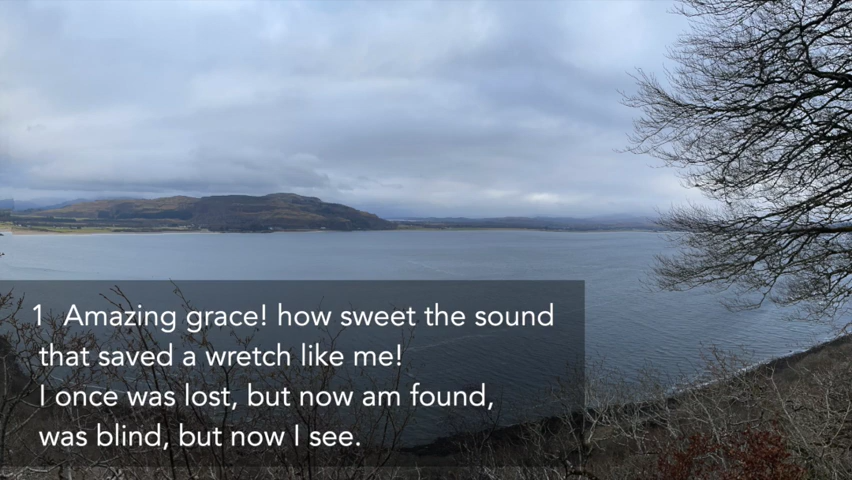 1 Amazing grace! how sweet the sound
that saved a wretch like me!
I once was lost, but now am found,
was blind, but now I see.